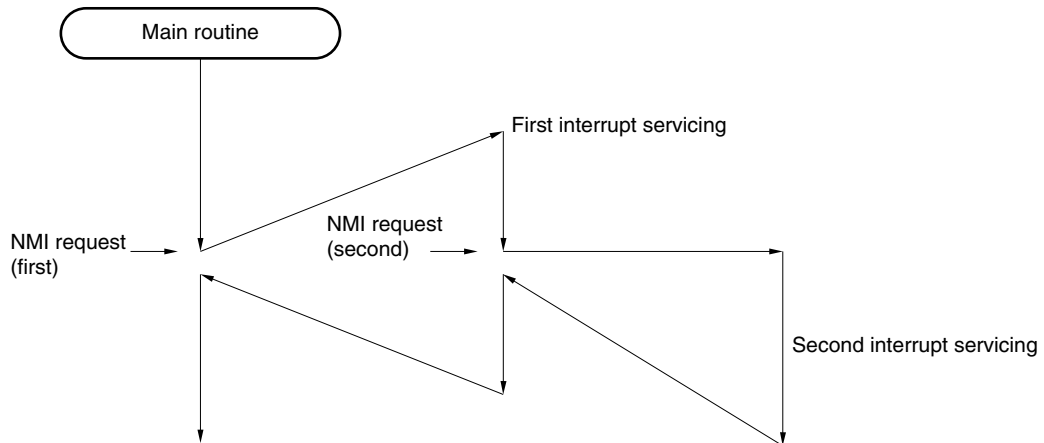 Main routine
First interrupt servicing
NMI request
(first)
NMI request
(second)
Second interrupt servicing